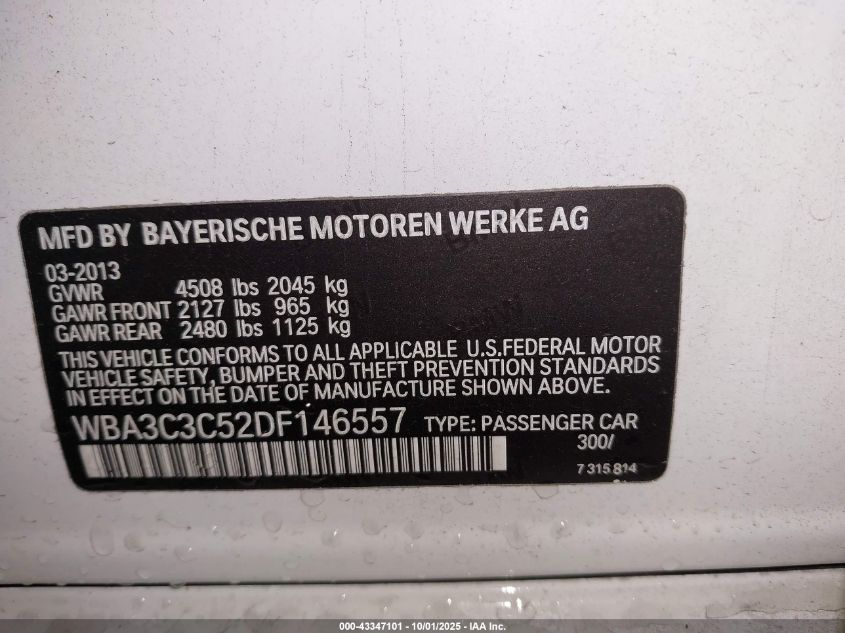 MFD BY BAYERISCHE MOTOREN WERKE AG
03-2013
GVWR 4508 lbs 2045 kg
GAWR FRONT 2127 lbs 965 kg
GAWR REAR 2480 lbs 1125 kg
THIS VEHICLE CONFORMS TO ALL APPLICABLE U.S.FEDERAL MOTOR
VEHICLE SAFETY, BUMPER AND THEFT PREVENTION STANDARDS
IN EFFECT ON THE DATE OF MANUFACTURE SHOWN ABOVE.
WBA3C3C52DF146557 TYPE: PASSENGER CAR
300/
7 315 814
000-43347101 - 10/01/2025 - IAA Inc.